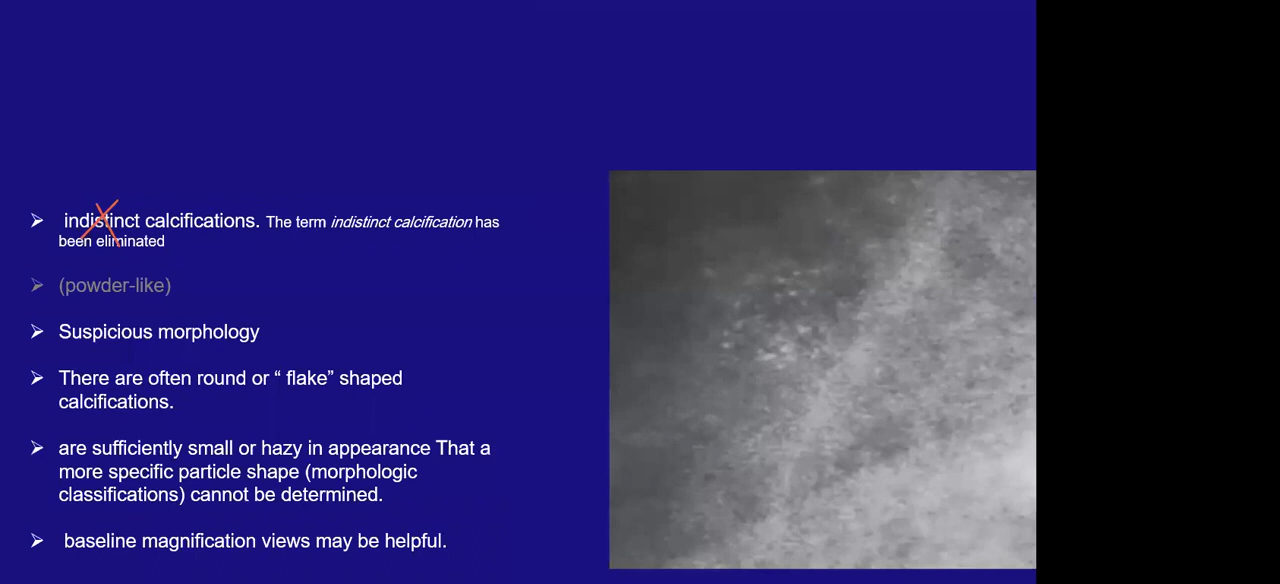 indistinct calcifications. The term indistinct calcification has
been eliminated
(powder-like)
Suspicious morphology
There are often round or “ flake” shaped
calcifications.
are sufficiently small or hazy in appearance That a
more specific particle shape (morphologic
classifications) cannot be determined.
baseline magnification views may be helpful.